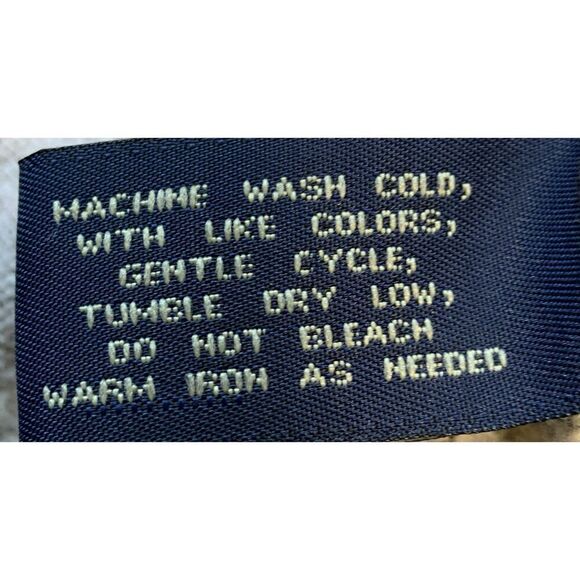 MACHINE WASH COLD,
WITH LIKE COLORS,
GENTLE CYCLE,
TUMBLE DRY LOW,
DO NOT BLEACH
WARM IRON AS NEEDED